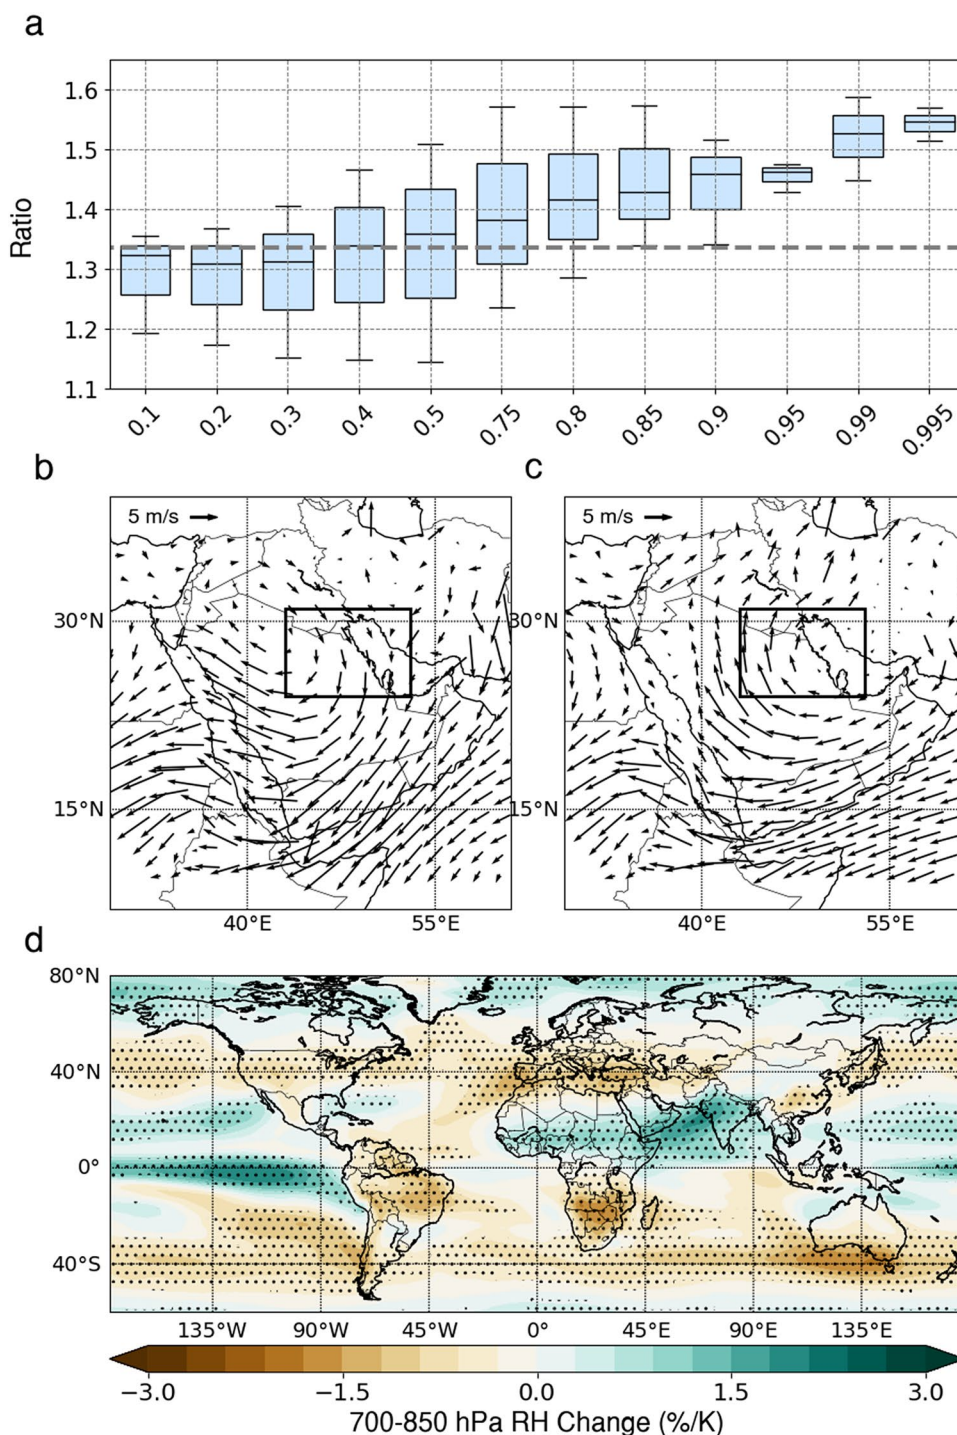 a
1.6
1.5
1.4
1.3
1.2
1.1
Ratio
0.1 0.2 0.3 0.4 0.5 0.75 0.8 0.85 0.9 0.95 0.99 0.995
b c
5 m/s 5 m/s
30°N 30°N
15°N 15°N
40°E 55°E 40°E 55°E
d
80°N
40°N
0°
40°S
135°W 90°W 45°W 0° 45°E 90°E 135°E
−3.0 −1.5 0.0 1.5 3.0
700-850 hPa RH Change (%/K)